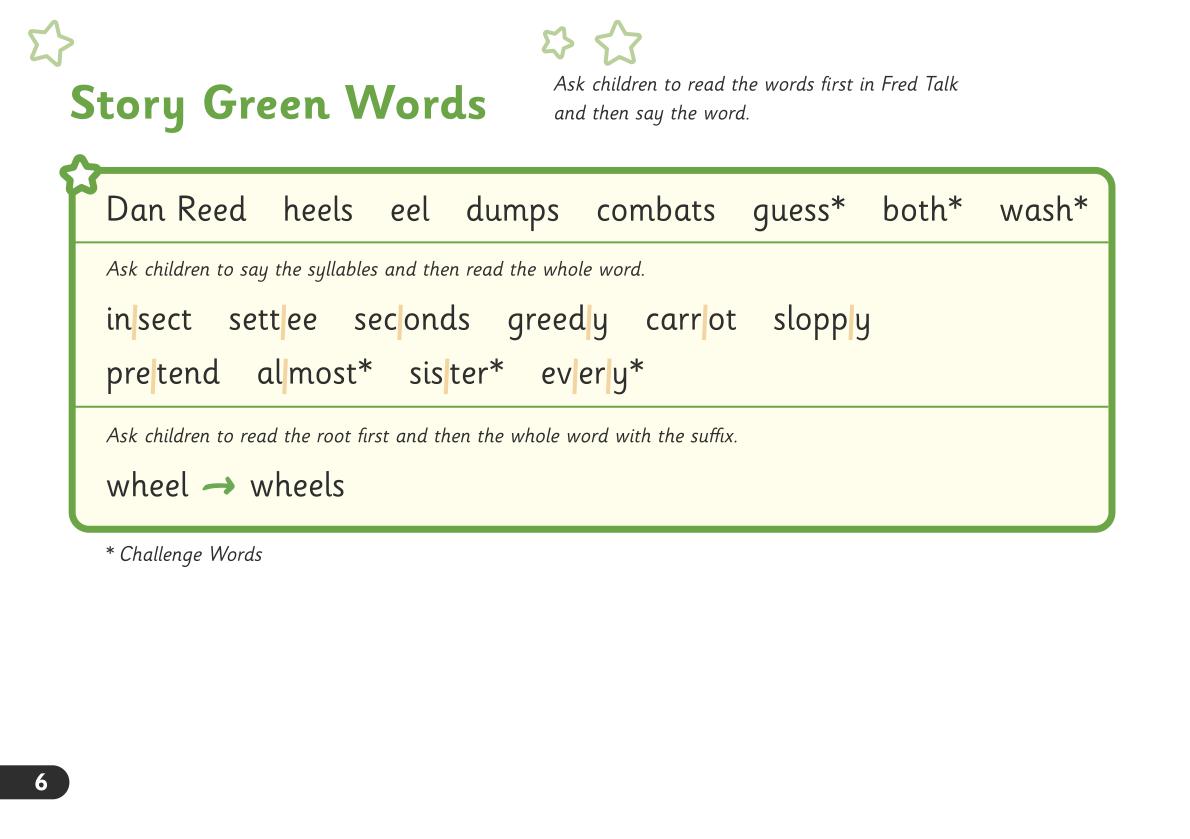 Story Green Words
Ask children to read the words first in Fred Talk
and then say the word.
Dan Reed heels eel dumps combats guess* both* wash*
Ask children to say the syllables and then read the whole word.
in|sect sett|ee sec|onds greed|y carr|ot slopp|y
pre|tend al|most* sis|ter* ev|er|y*
Ask children to read the root first and then the whole word with the suffix.
wheel → wheels
* Challenge Words
6